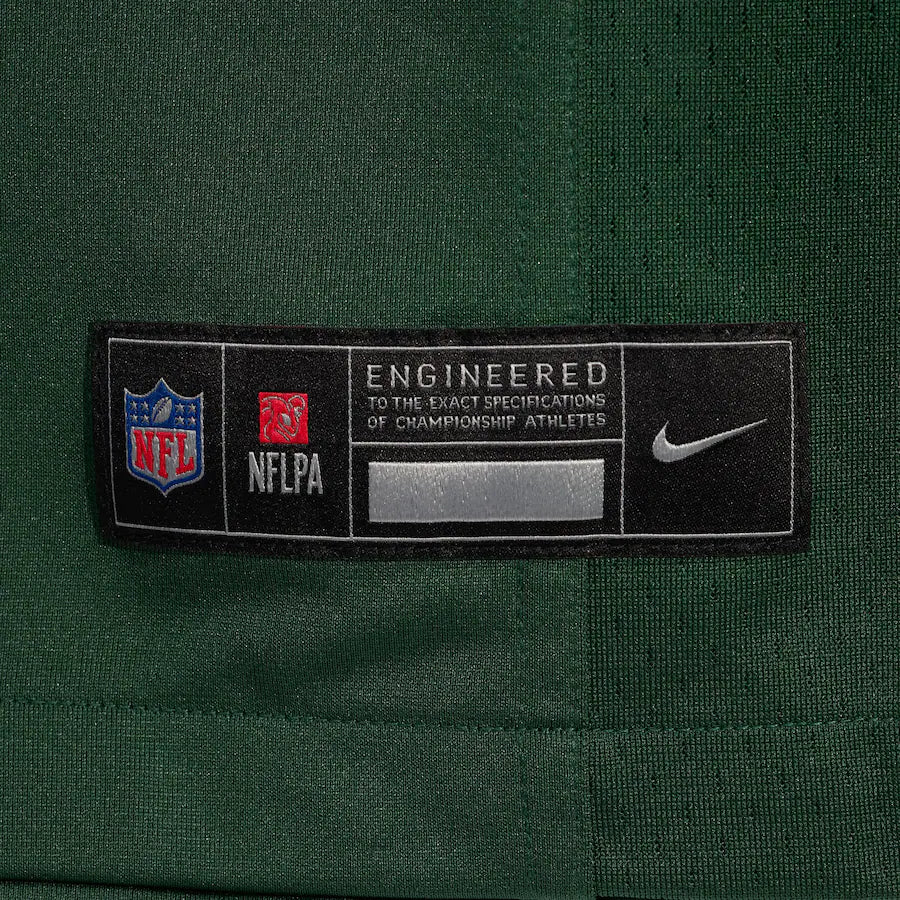 NFL
NFLPA
ENGINEERED
TO THE EXACT SPECIFICATIONS
OF CHAMPIONSHIP ATHLETES